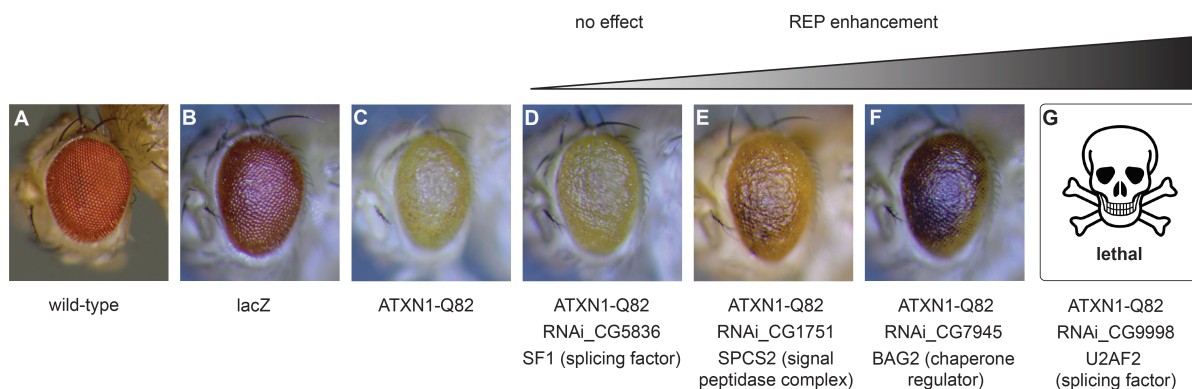 no effect
REP enhancement
A
B
C
D
E
F
G
lethal
wild-type
lacZ
ATXN1-Q82
ATXN1-Q82
RNAi_CG5836
SF1 (splicing factor)
ATXN1-Q82
RNAi_CG1751
SPCS2 (signal
peptidase complex)
ATXN1-Q82
RNAi_CG7945
BAG2 (chaperone
regulator)
ATXN1-Q82
RNAi_CG9998
U2AF2
(splicing factor)